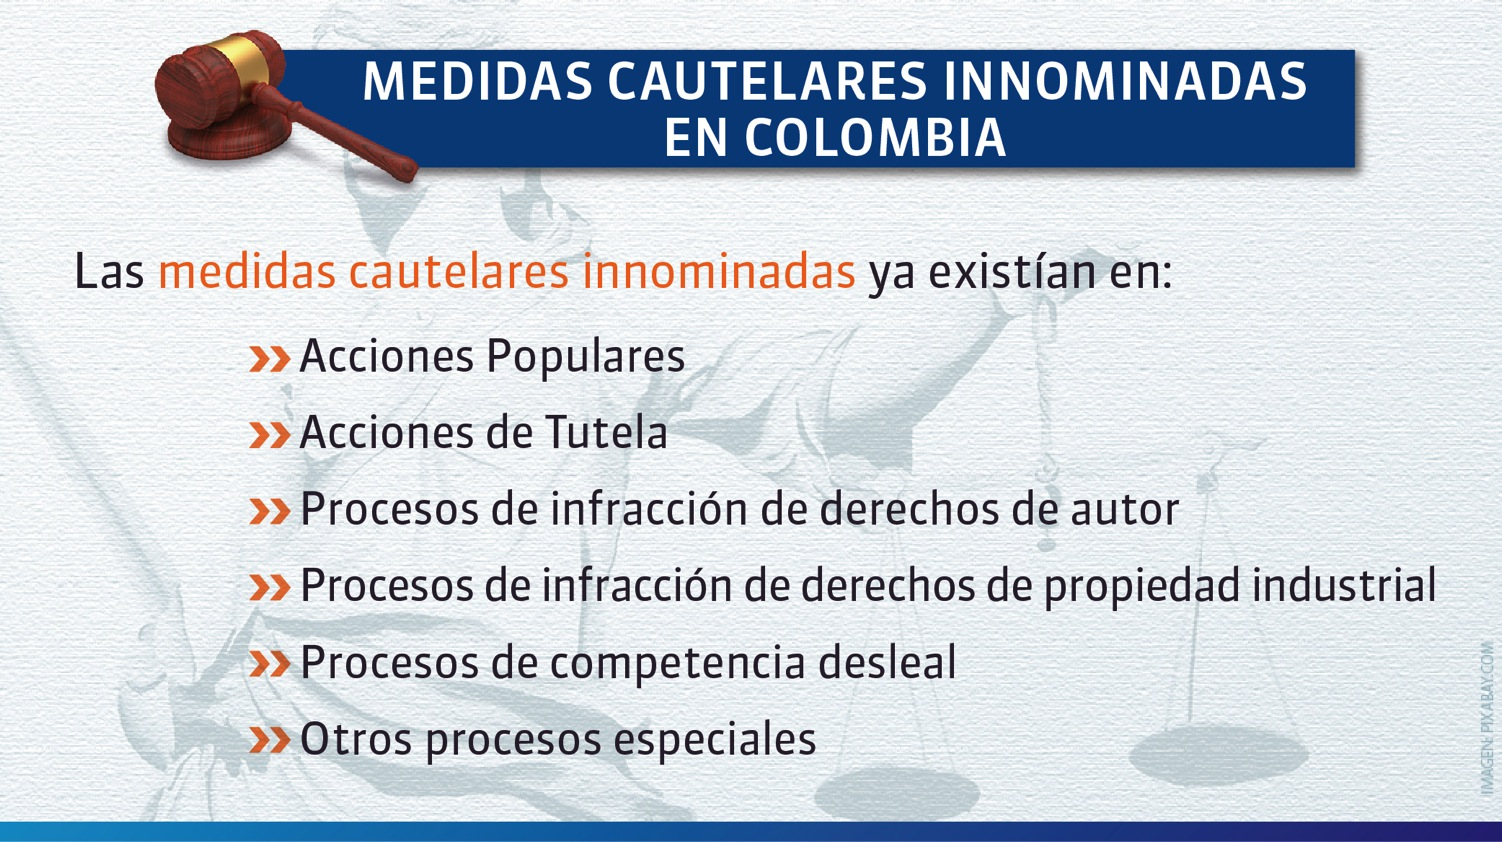 MEDIDAS CAUTELARES INNOMINADAS
EN COLOMBIA
Las medidas cautelares innominadas ya existían en:
Acciones Populares
Acciones de Tutela
Procesos de infracción de derechos de autor
Procesos de infracción de derechos de propiedad industrial
Procesos de competencia desleal
Otros procesos especiales
IMAGEN: PIXABAY.COM